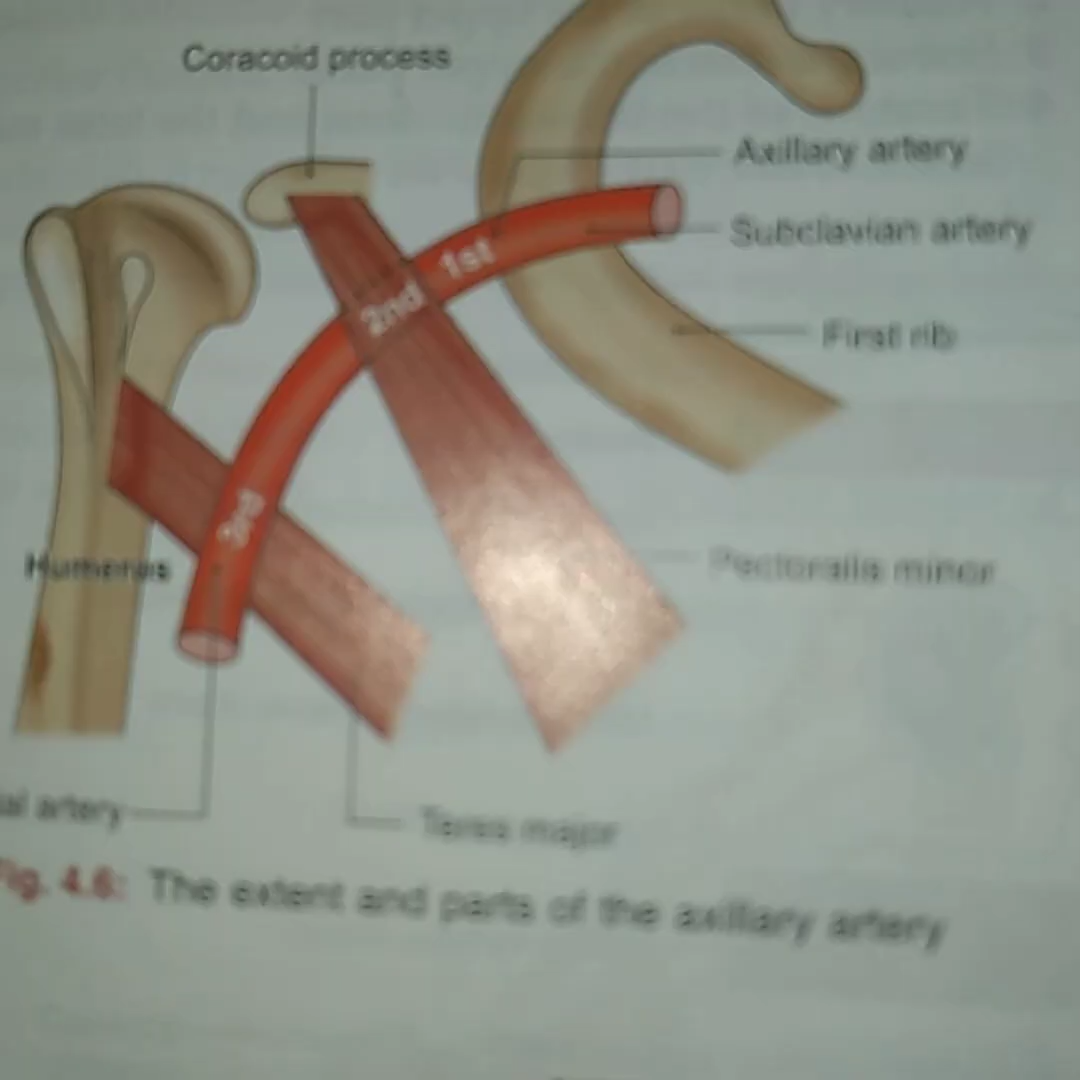 Coracoid process
Axillary artery
1st
Subclavian artery
2nd
First rib
3rd
Humerus
Pectoralis minor
al artery
Teres major
Fig. 4.6: The extent and parts of the axillary artery